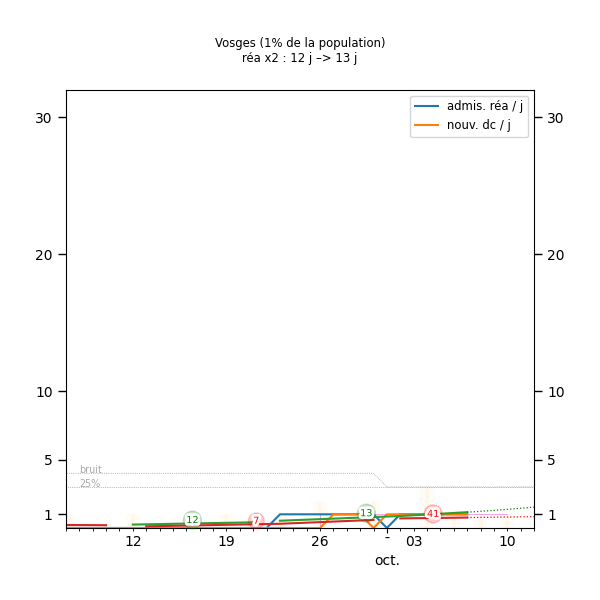 Vosges (1% de la population)
réa x2 : 12 j –> 13 j
admis. réa / j
nouv. dc / j
30 30
20 20
10 10
5 5
bruit
25%
1 1
12 7 13 41
12 19 26 - 03 10
oct.